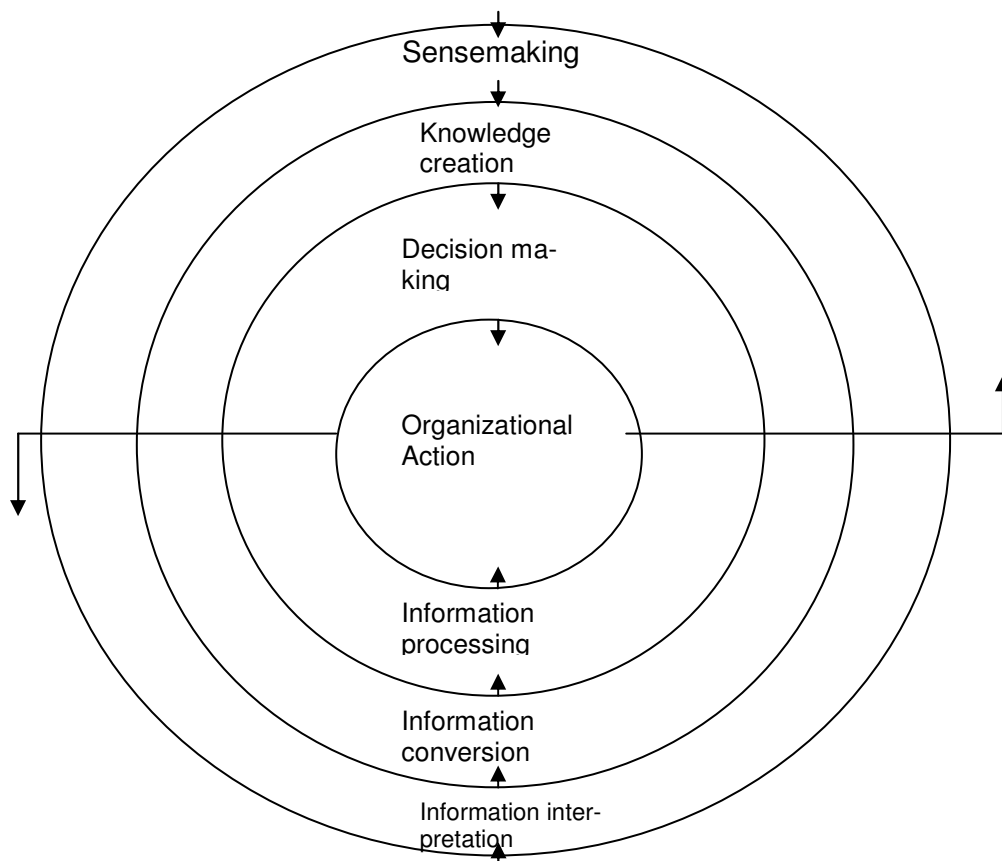 Sensemaking
Knowledge
creation
Decision ma-
king
Organizational
Action
Information
processing
Information
conversion
Information inter-
pretation